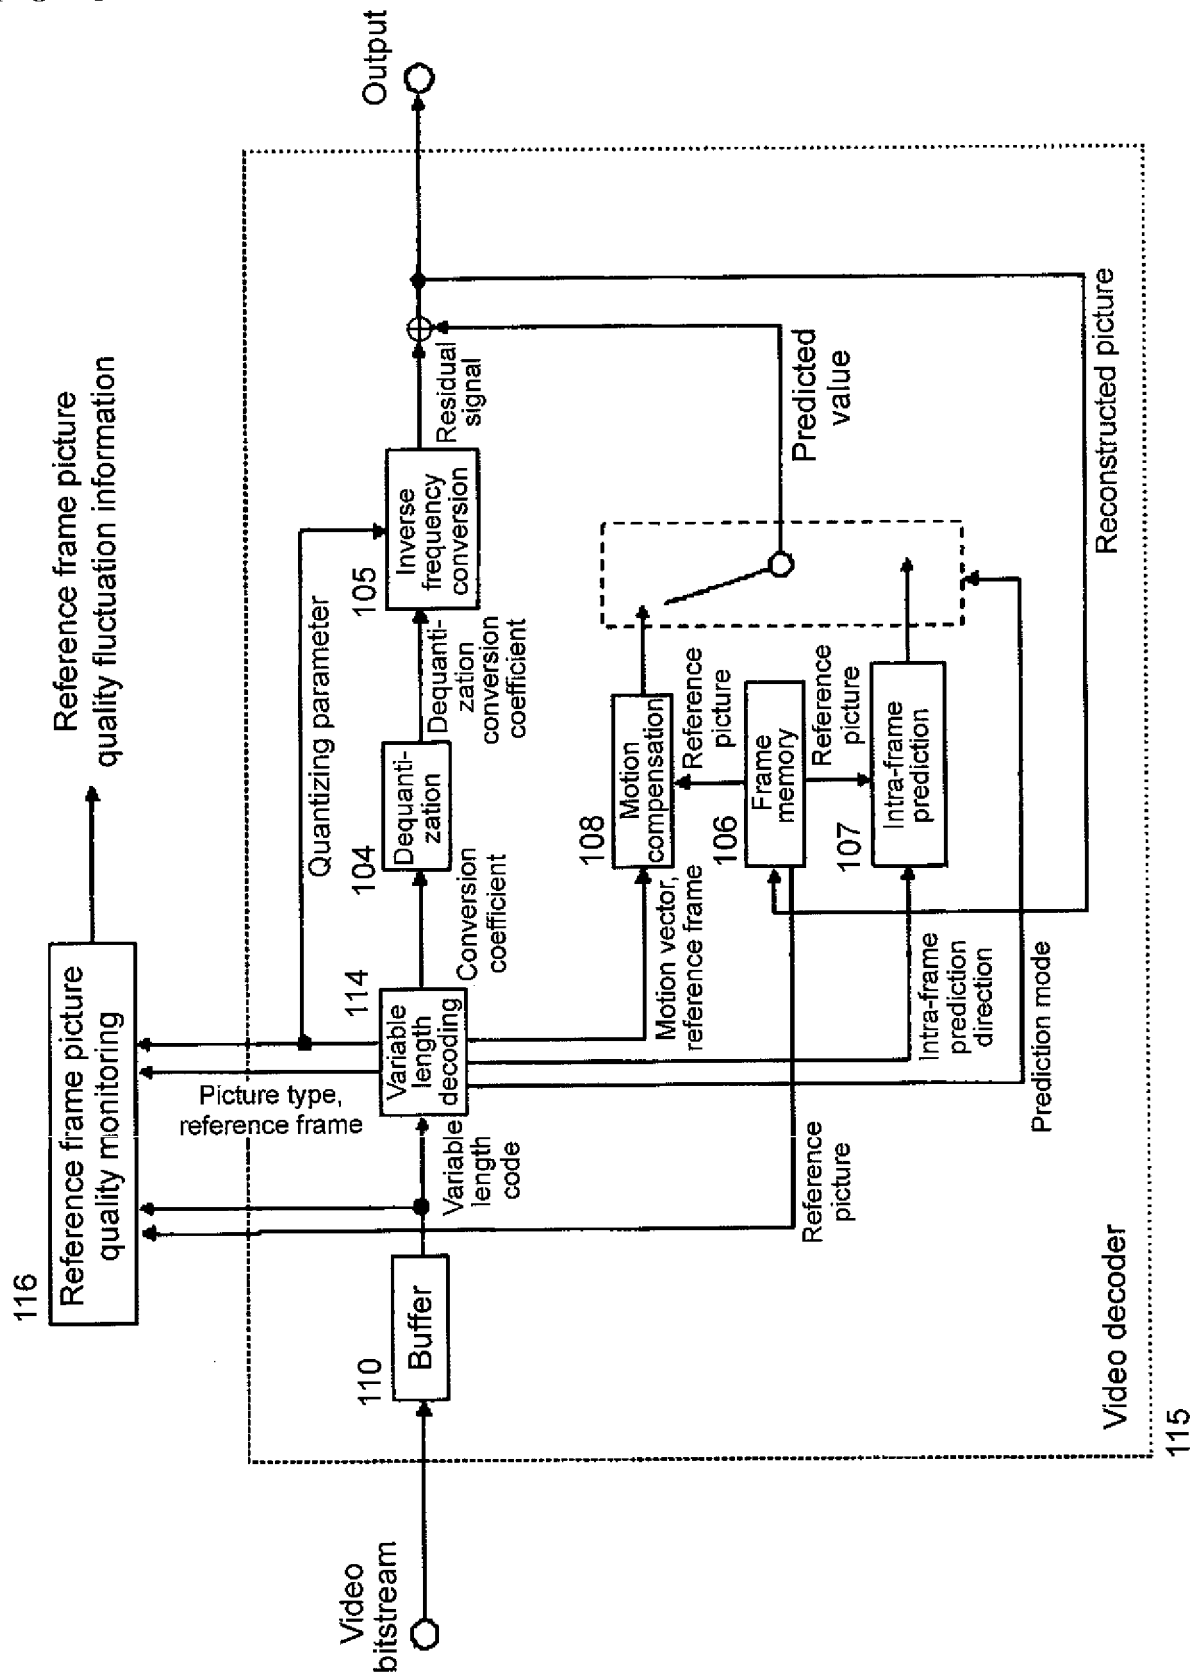 Reference frame picture
quality fluctuation information
116
Reference frame picture
quality monitoring
Output
Quantizing parameter
Picture type,
reference frame
Video
bitstream
110
Buffer
Variable
length
code
114
Variable
length
decoding
Conversion
coefficient
104
Dequanti-
zation
Dequanti-
zation
conversion
coefficient
105
Inverse
frequency
conversion
Residual
signal
Motion vector,
reference frame
108
Motion
compensation
Reference
picture
106
Frame
memory
Reference
picture
107
Intra-frame
prediction
Predicted
value
Reference
picture
Intra-frame
prediction
direction
Prediction mode
Reconstructed picture
Video decoder
115